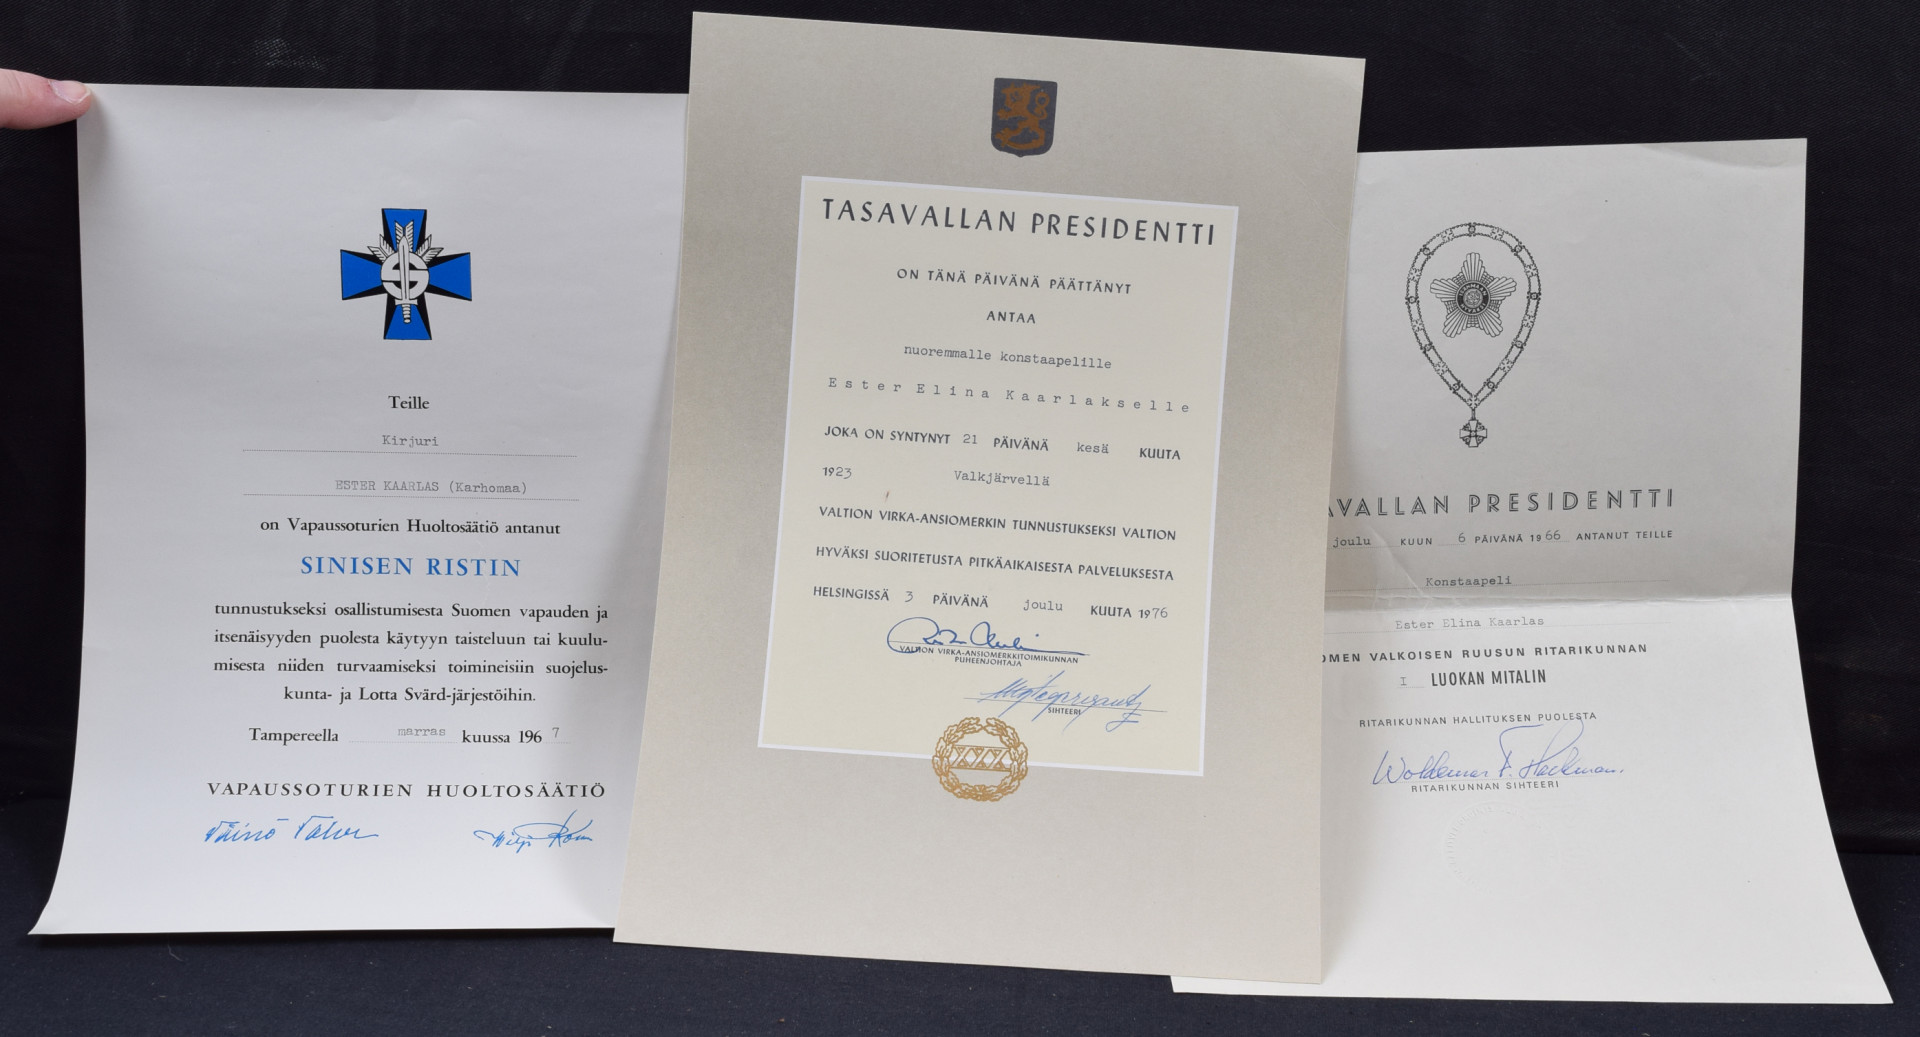 Teille
Kirjuri
ESTER KAARLAS (Karhomaa)
on Vapaussoturien Huoltosäätiö antanut
SINISEN RISTIN
tunnustukseksi osallistumisesta Suomen vapauden ja
itsenäisyyden puolesta käytyyn taisteluun tai kuulu-
misesta niiden turvaamiseksi toimineisiin suojelus-
kunta- ja Lotta Svärd-järjestöihin.
Tampereella marras kuussa 1967
VAPAUSSOTURIEN HUOLTOSÄÄTIÖ
TASAVALLAN PRESIDENTTI
ON TÄNÄ PÄIVÄNÄ PÄÄTTÄNYT
ANTAA
nuoremmalle konstaapelille
Ester Elina Kaarlakselle
JOKA ON SYNTYNYT 21 PÄIVÄNÄ kesä KUUTA
1923 Valkjärvellä
VALTION VIRKA-ANSIOMERKIN TUNNUSTUKSEKSI VALTION
HYVÄKSI SUORITETUSTA PITKÄAIKAISESTA PALVELUKSESTA
HELSINGISSÄ 3 PÄIVÄNÄ joulu KUUTA 1976
VALTION VIRKA-ANSIOMERKKITOIMIKUNNAN
PUHEENJOHTAJA
SIHTEERI
XXX
AVALLAN PRESIDENTTI
joulu KUUN 6 PÄIVÄNÄ 1966 ANTANUT TEILLE
Konstaapeli
Ester Elina Kaarlas
OMEN VALKOISEN RUUSUN RITARIKUNNAN
I LUOKAN MITALIN
RITARIKUNNAN HALLITUKSEN PUOLESTA
Woldemar F. Hackman.
RITARIKUNNAN SIHTEERI